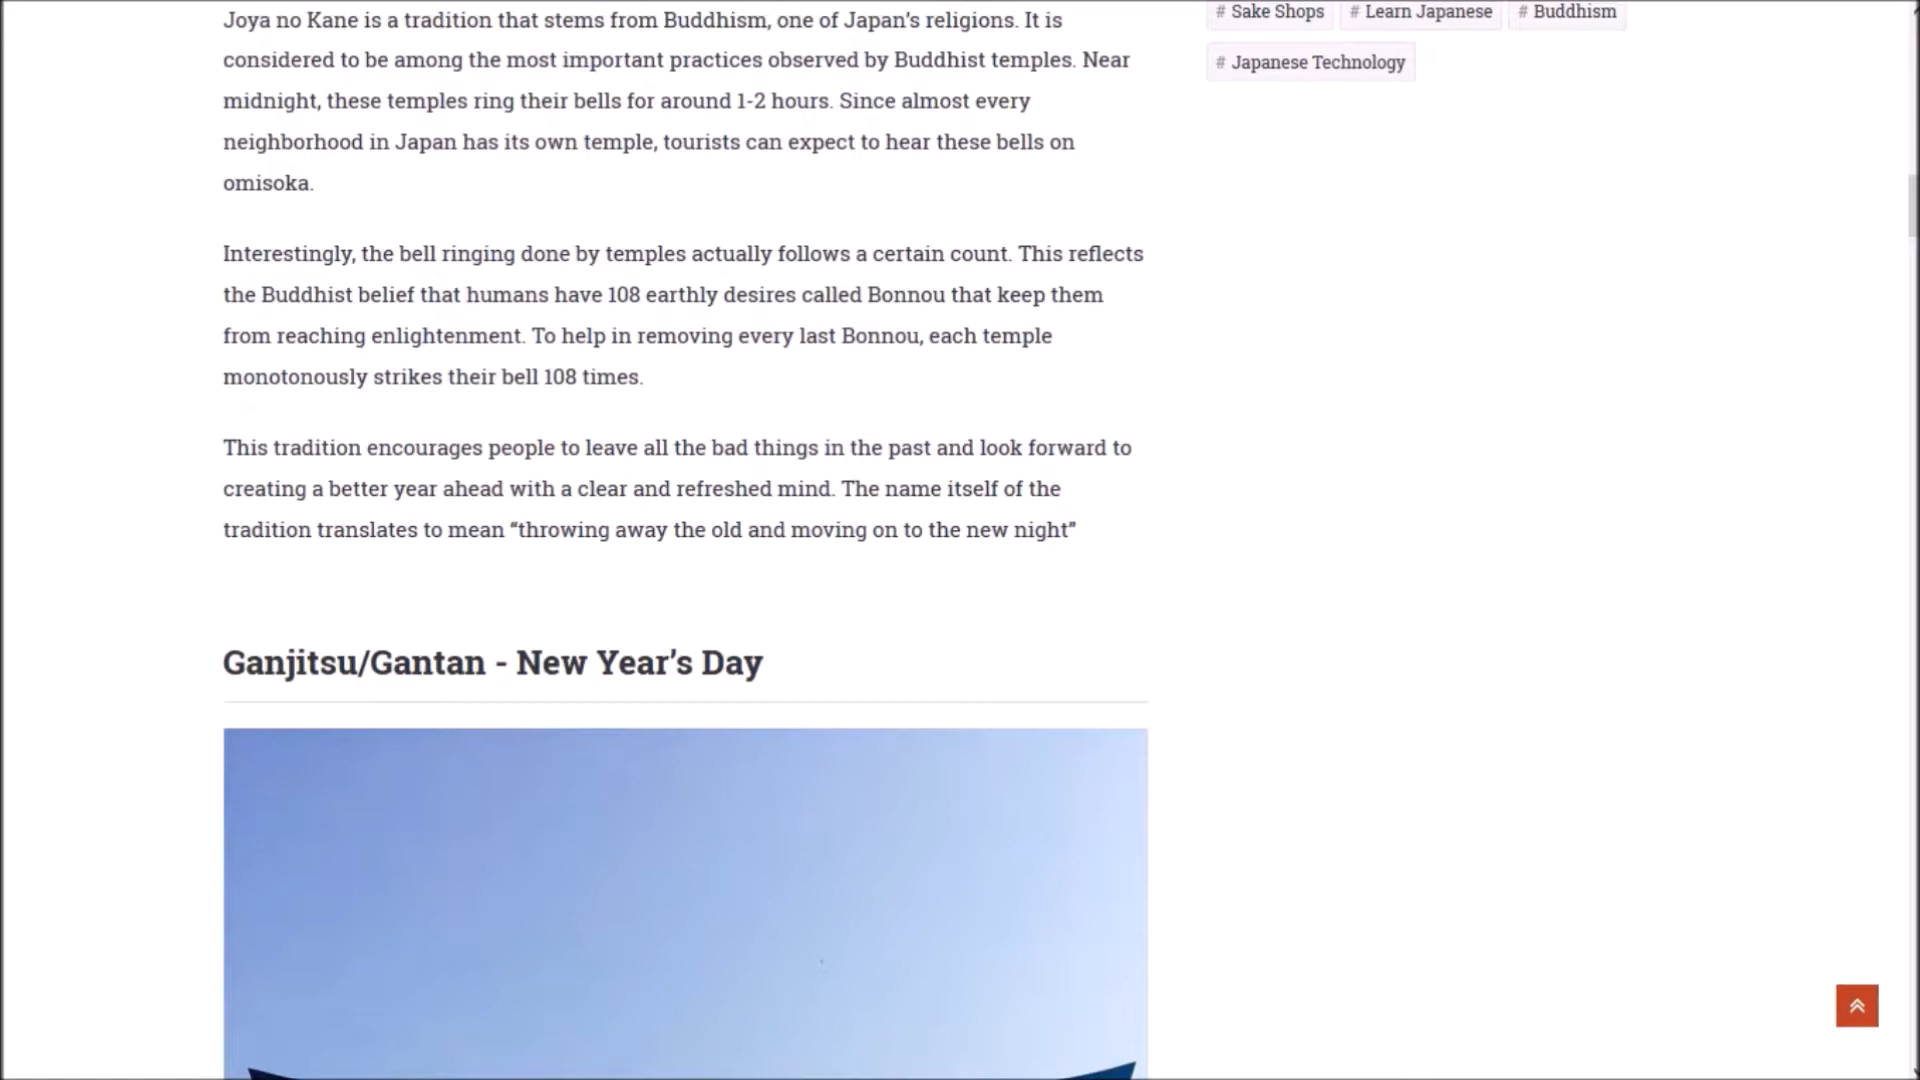 Joya no Kane is a tradition that stems from Buddhism, one of Japan's religions. It is
considered to be among the most important practices observed by Buddhist temples. Near
midnight, these temples ring their bells for around 1-2 hours. Since almost every
neighborhood in Japan has its own temple, tourists can expect to hear these bells on
omisoka.
Interestingly, the bell ringing done by temples actually follows a certain count. This reflects
the Buddhist belief that humans have 108 earthly desires called Bonnou that keep them
from reaching enlightenment. To help in removing every last Bonnou, each temple
monotonously strikes their bell 108 times.
This tradition encourages people to leave all the bad things in the past and look forward to
creating a better year ahead with a clear and refreshed mind. The name itself of the
tradition translates to mean “throwing away the old and moving on to the new night”
Ganjitsu/Gantan - New Year's Day
# Sake Shops # Learn Japanese # Buddhism
# Japanese Technology